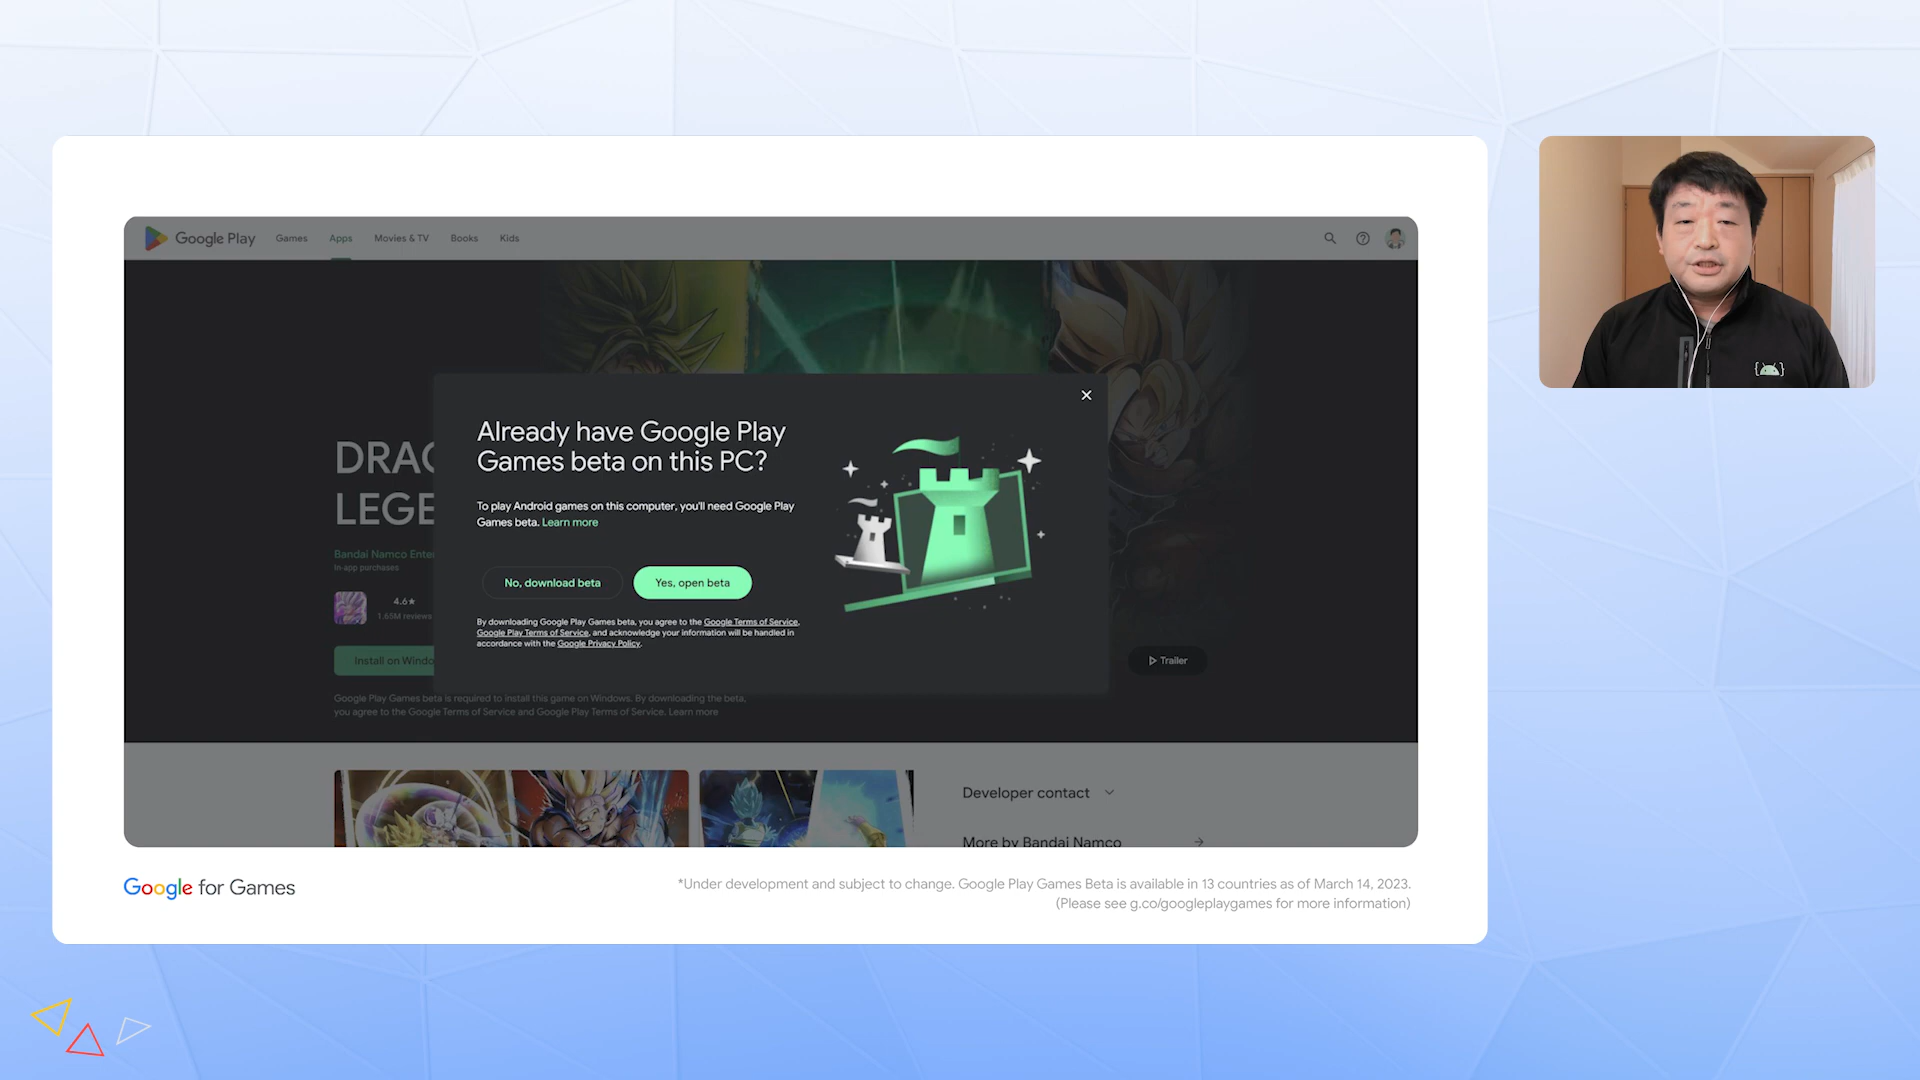 Google Play
Games
Apps
Movies & TV
Books
Kids
Already have Google Play
Games beta on this PC?
To play Android games on this computer, you'll need Google Play
Games beta. Learn more
No, download beta
Yes, open beta
By downloading Google Play Games beta, you agree to the Google Terms of Service,
Google Play Terms of Service, and acknowledge your information will be handled in
accordance with the Google Privacy Policy.
DRAG
LEGE
Bandai Namco Enter
In-app purchases
4.6★
1.65M reviews
Install on Windo
Trailer
Google Play Games beta is required to install this game on Windows. By downloading the beta,
you agree to the Google Terms of Service and Google Play Terms of Service. Learn more
Developer contact
More by Bandai Namco
Google for Games
*Under development and subject to change. Google Play Games Beta is available in 13 countries as of March 14, 2023.
(Please see g.co/googleplaygames for more information)